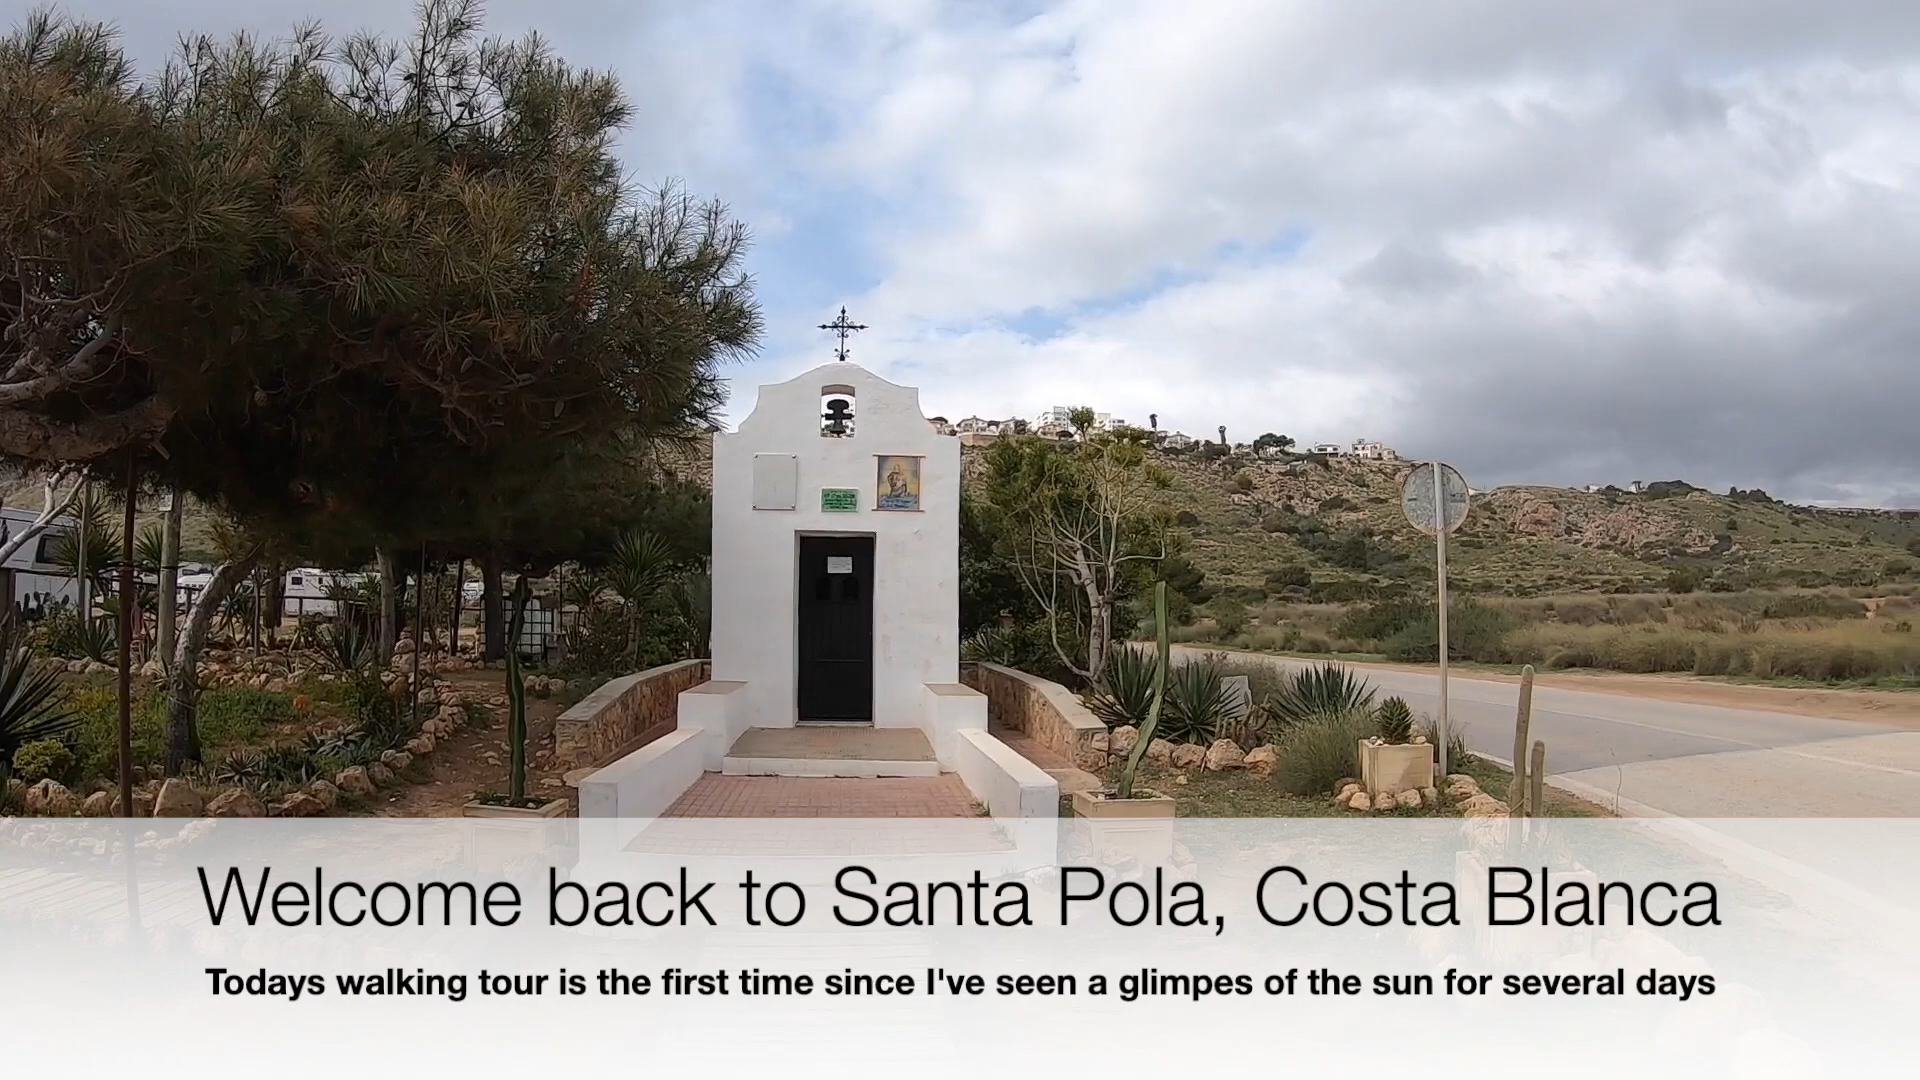 Welcome back to Santa Pola, Costa Blanca
Todays walking tour is the first time since I've seen a glimpes of the sun for several days